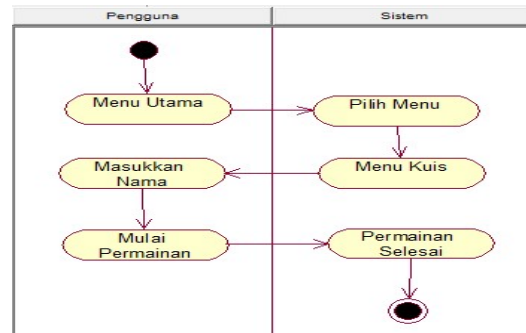 Pengguna
Sistem
Menu Utama
Pilih Menu
Masukkan
Nama
Menu Kuis
Mulai
Permainan
Permainan
Selesai